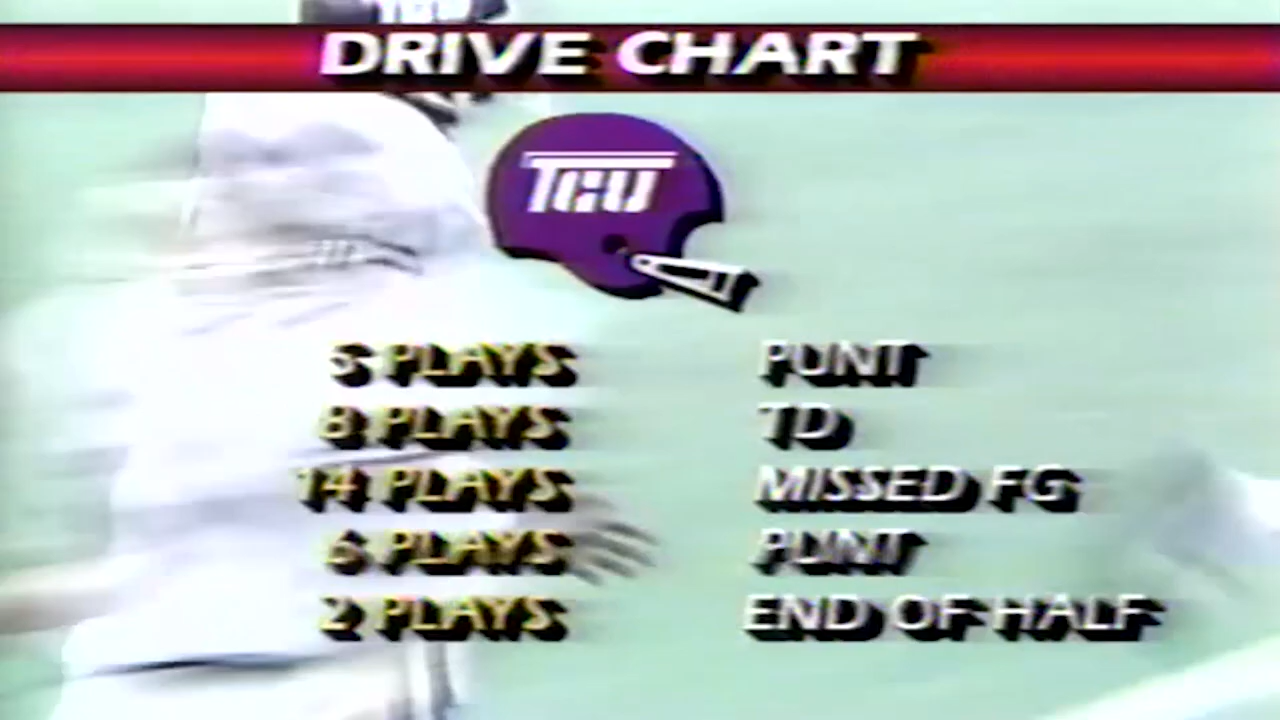 DRIVE CHART
TCU
5 PLAYS PUNT
8 PLAYS TD
14 PLAYS MISSED FG
6 PLAYS PUNT
2 PLAYS END OF HALF